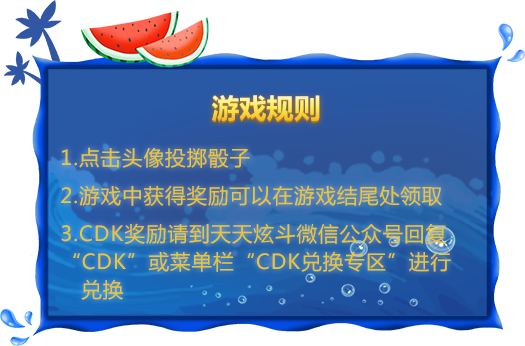 游戏规则
1.点击头像投掷骰子
2.游戏中获得奖励可以在游戏结尾处领取
3.CDK奖励请到天天炫斗微信公众号回复
“CDK”或菜单栏“CDK兑换专区”进行
兑换